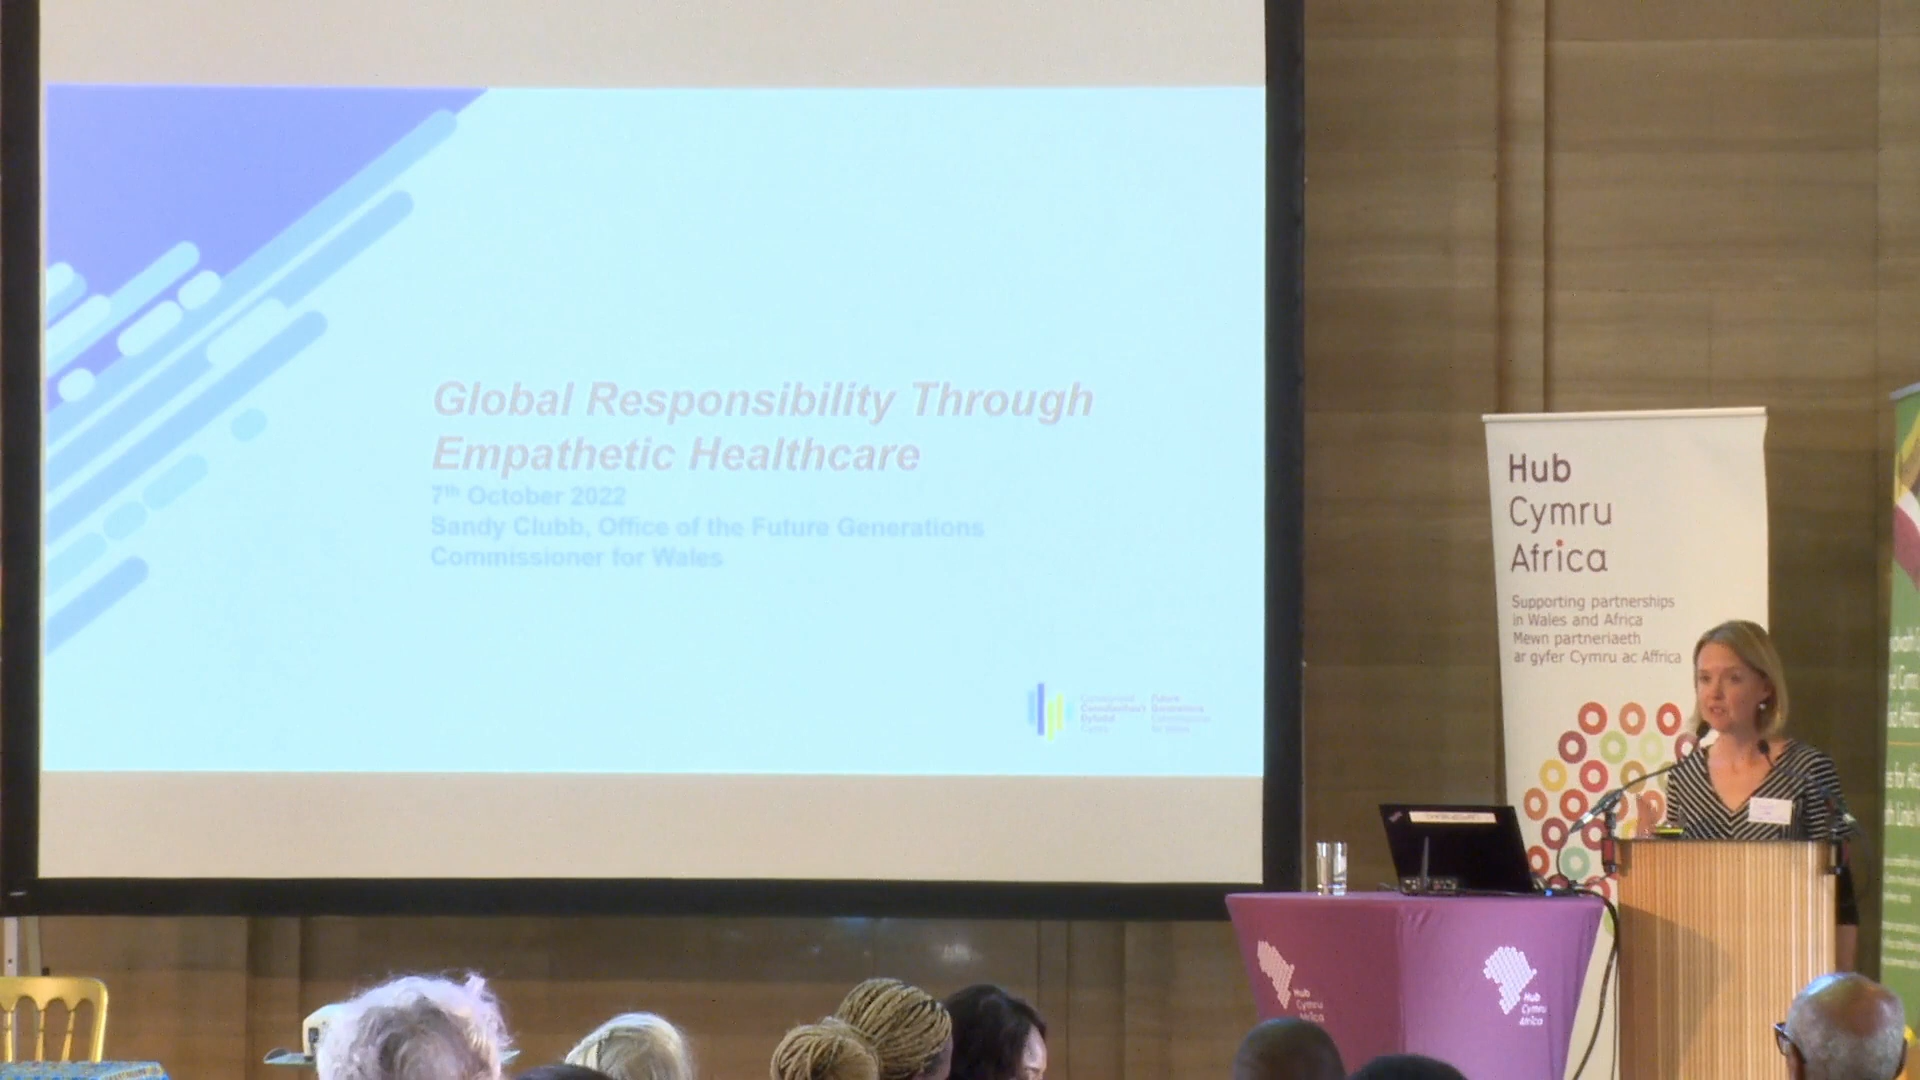 Global Responsibility Through
Empathetic Healthcare
7th October 2022
Sandy Clubb, Office of the Future Generations
Commissioner for Wales
Future
Generations
Hub
Cymru
Africa
Supporting partnerships
in Wales and Africa
Mewn partneriaeth
ar gyfer Cymru ac Affrica
Hub
Cymru
Africa
Hub
Cymru
Africa